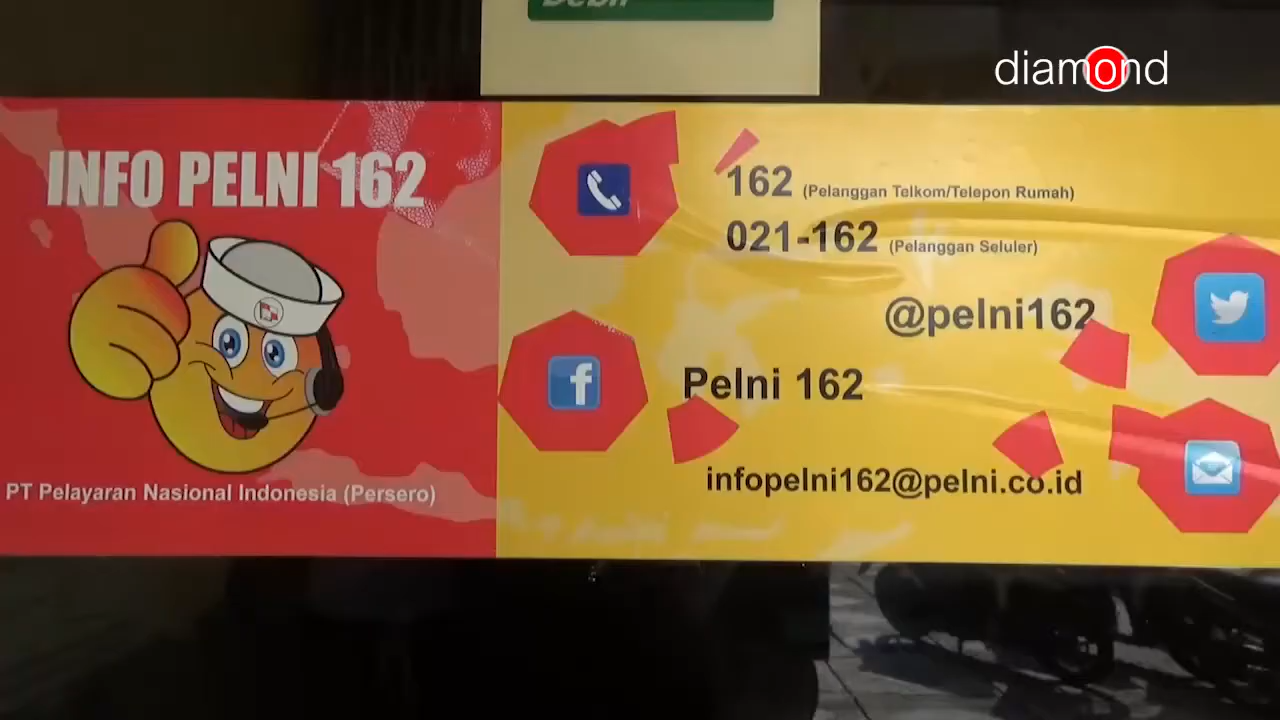 Debit
diamond
INFO PELNI 162
PT Pelayaran Nasional Indonesia (Persero)
162 (Pelanggan Telkom/Telepon Rumah)
021-162 (Pelanggan Seluler)
@pelni162
Pelni 162
infopelni162@pelni.co.id